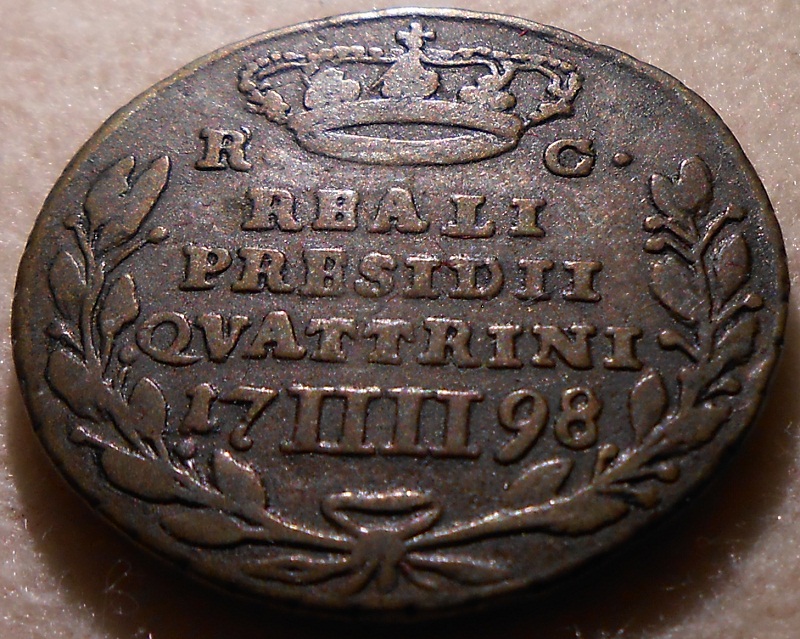 R C .
REALI
PRESIDII
QVATTRINI
17 IIII 98